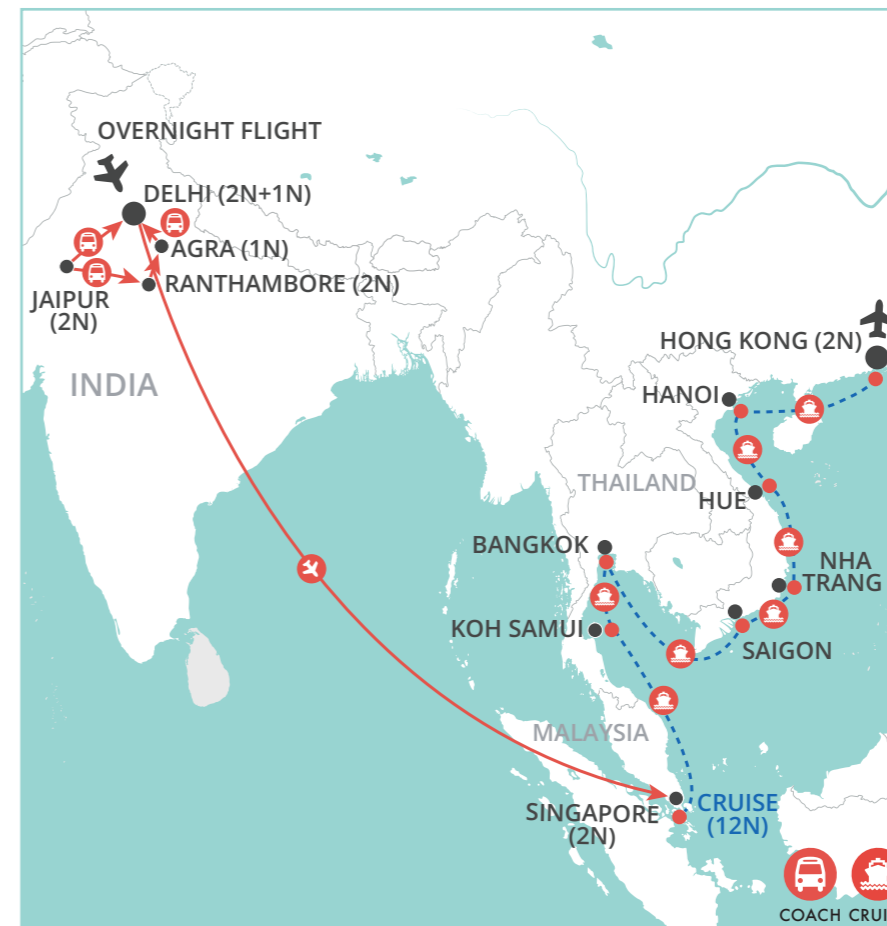 OVERNIGHT FLIGHT
DELHI (2N+1N)
AGRA (1N)
RANTHAMBORE (2N)
JAIPUR
(2N)
INDIA
HONG KONG (2N)
HANOI
THAILAND
HUE
BANGKOK
NHA
TRANG
KOH SAMUI
SAIGON
MALAYSIA
SINGAPORE
(2N)
CRUISE
(12N)
COACH CRUI